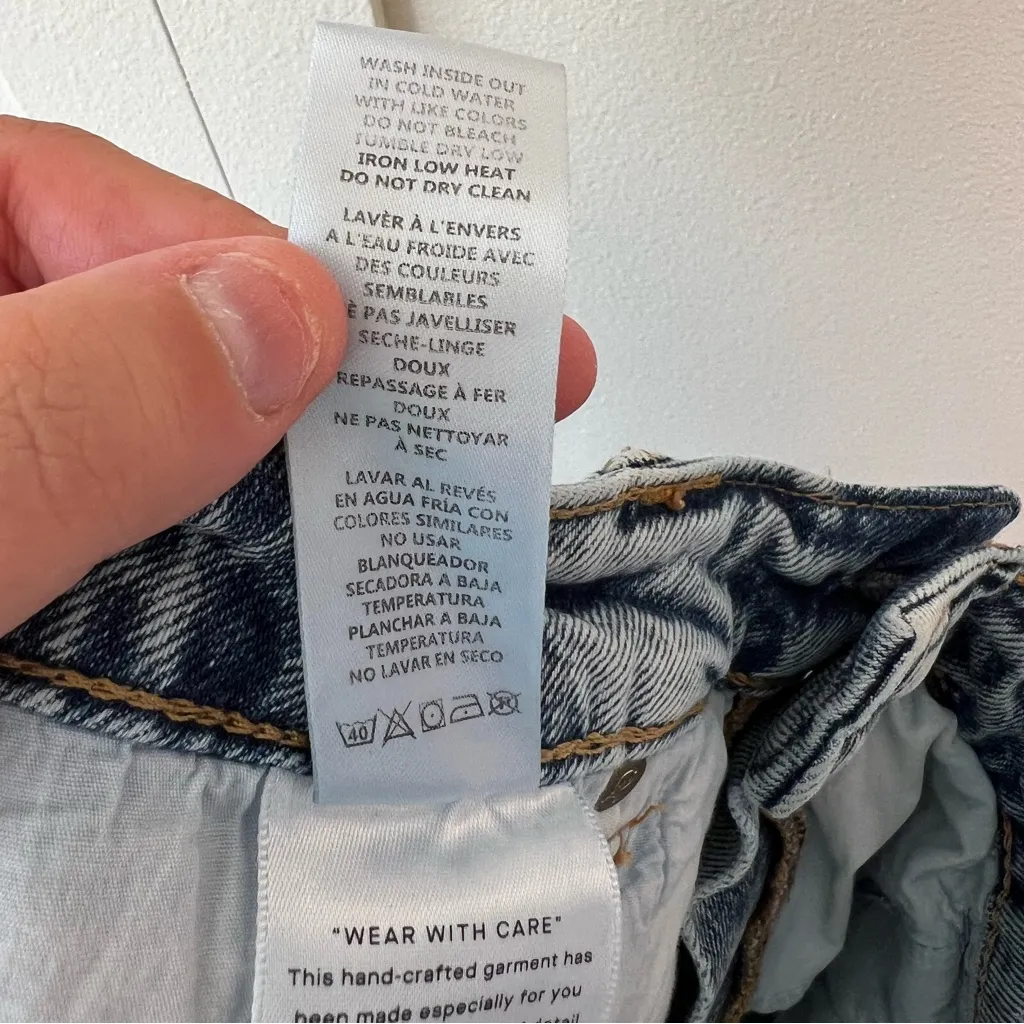 WASH INSIDE OUT
IN COLD WATER
WITH LIKE COLORS
DO NOT BLEACH
TUMBLE DRY LOW
IRON LOW HEAT
DO NOT DRY CLEAN
LAVÈR À L'ENVERS
A L'EAU FROIDE AVEC
DES COULEURS
SEMBLABLES
PAS JAVELLISER
SECHE-LINGE
DOUX
REPASSAGE À FER
DOUX
NE PAS NETTOYAR
À SEC
LAVAR AL REVÉS
EN AGUA FRÍA CON
COLORES SIMILARES
NO USAR
BLANQUEADOR
SECADORA A BAJA
TEMPERATURA
PLANCHAR A BAJA
TEMPERATURA
NO LAVAR EN SECO
40
"WEAR WITH CARE"
This hand-crafted garment has
been made especially for you